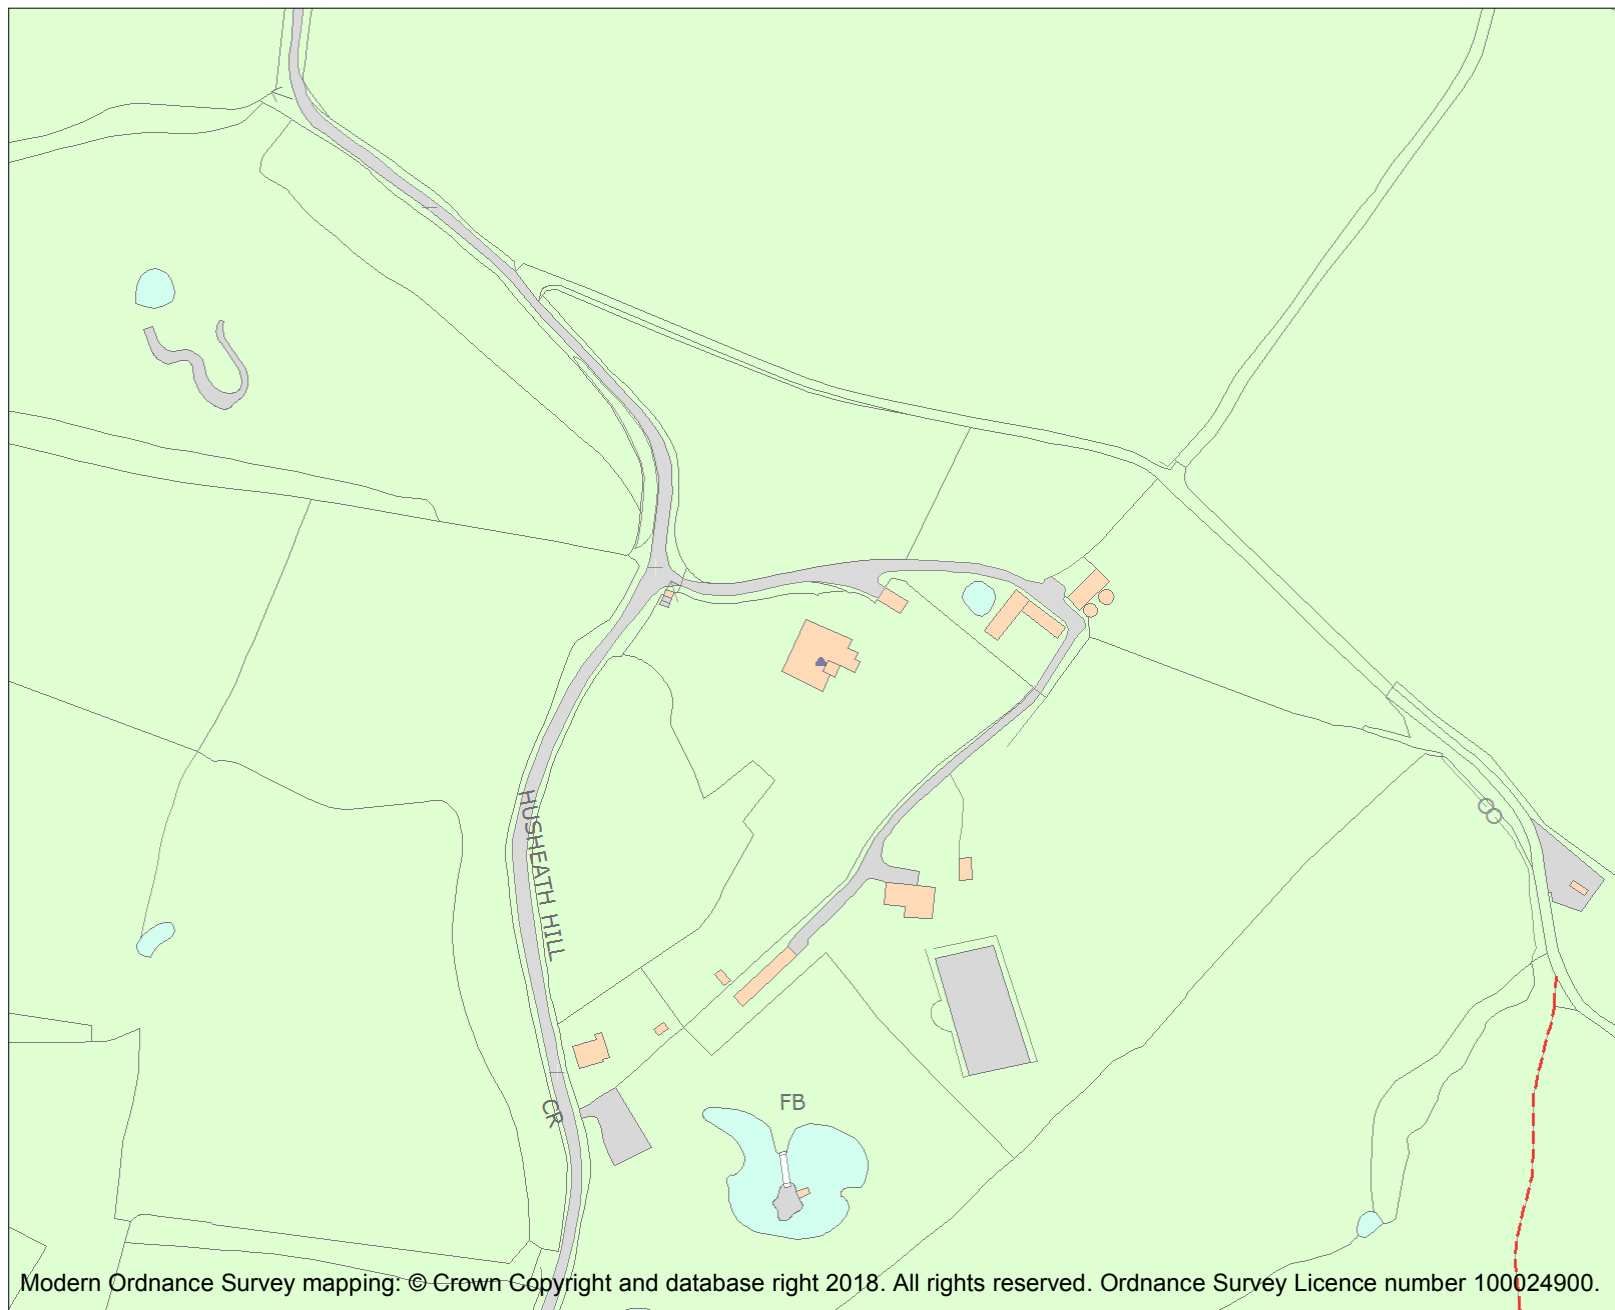 HUSHEATH HILL
CR
FB
Modern Ordnance Survey mapping: © Crown Copyright and database right 2018. All rights reserved. Ordnance Survey Licence number 100024900.